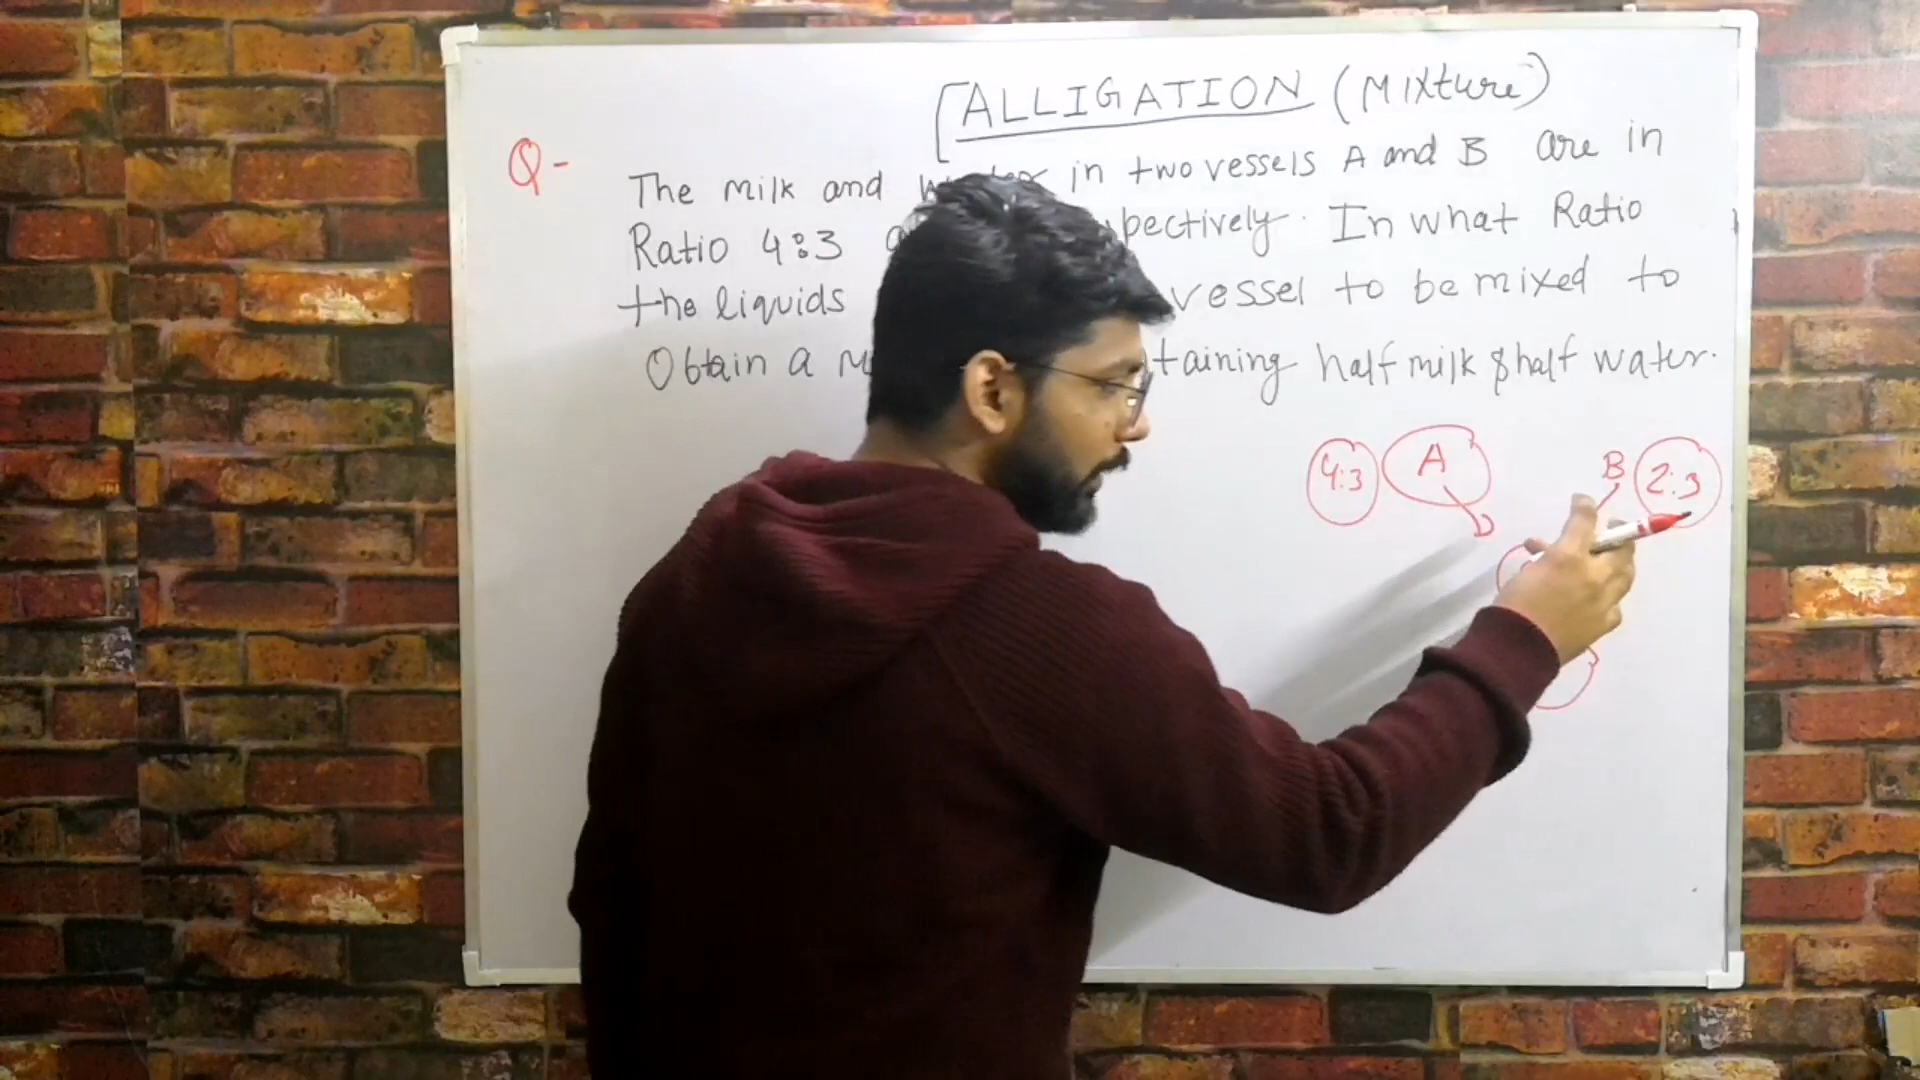 ALLIGATION (Mixture)
Q-
The milk and in two vessels A and B are in
Ratio 4:3 pectively. In what Ratio
the liquids vessel to be mixed to
Obtain a taining half milk & half water.
4:3 A B 2:3